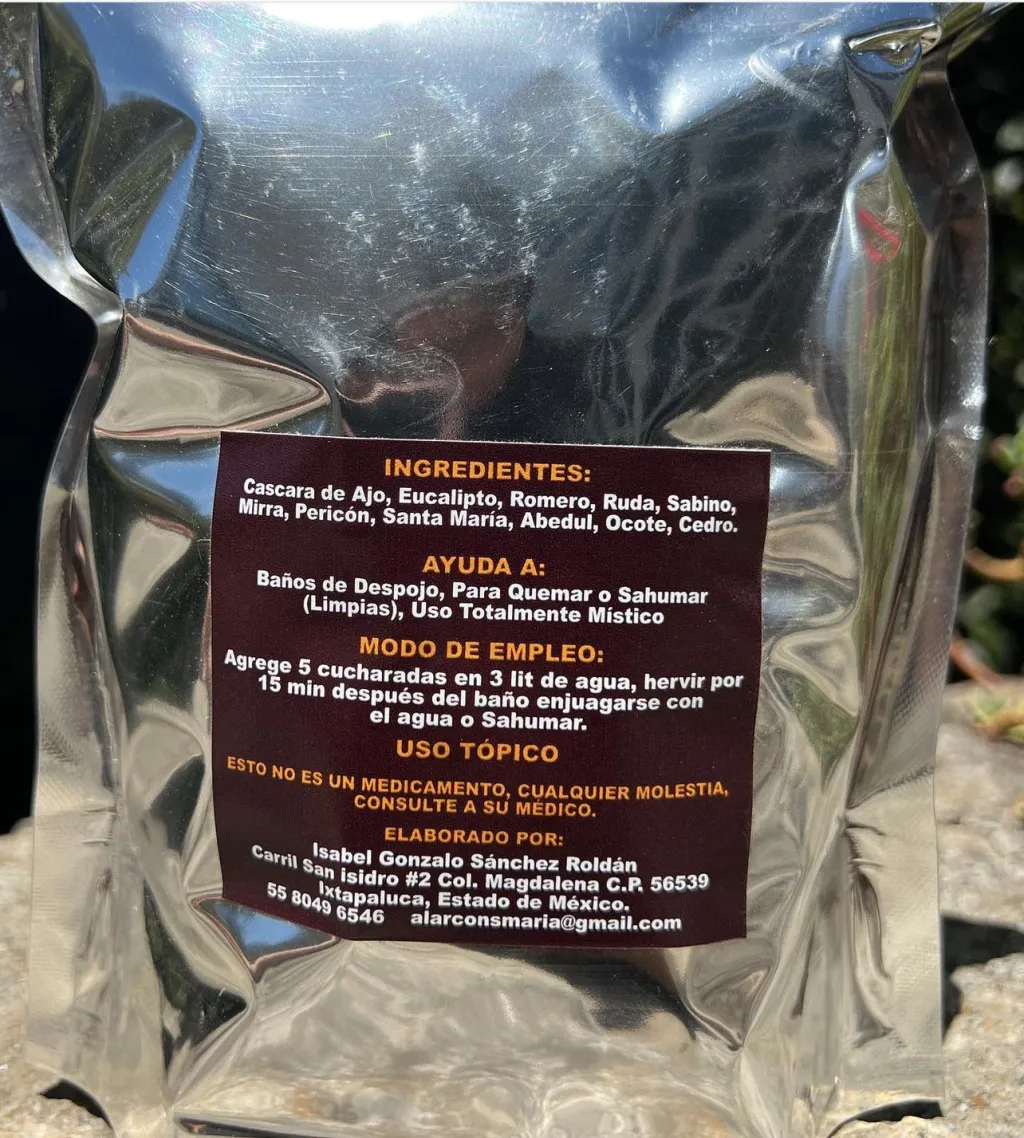 INGREDIENTES:
Cascara de Ajo, Eucalipto, Romero, Ruda, Sabino,
Mirra, Pericón, Santa María, Abedul, Ocote, Cedro.
AYUDA A:
Baños de Despojo, Para Quemar o Sahumar
(Limpias), Uso Totalmente Místico
MODO DE EMPLEO:
Agrege 5 cucharadas en 3 lit de agua, hervir por
15 min después del baño enjuagarse con
el agua o Sahumar.
USO TÓPICO
ESTO NO ES UN MEDICAMENTO, CUALQUIER MOLESTIA,
CONSULTE A SU MÉDICO.
ELABORADO POR:
Isabel Gonzalo Sánchez Roldán
Carril San isidro #2 Col. Magdalena C.P. 56539
Ixtapaluca, Estado de México.
55 8049 6546 alarconsmaria@gmail.com